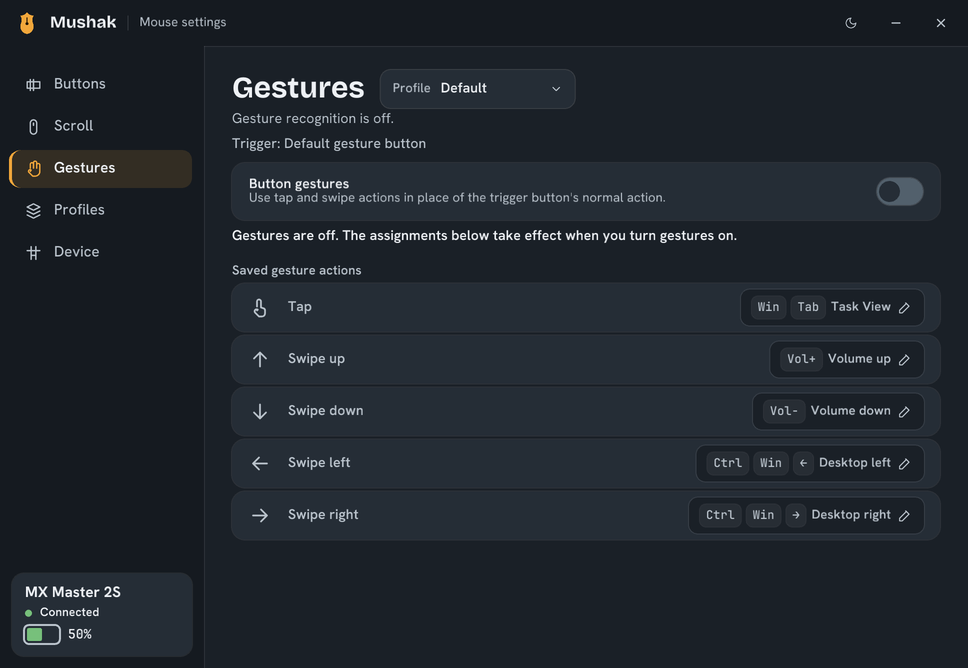 Mushak
Mouse settings
Buttons
Scroll
Gestures
Profiles
Device
Gestures
Profile Default
Gesture recognition is off.
Trigger: Default gesture button
Button gestures
Use tap and swipe actions in place of the trigger button's normal action.
Gestures are off. The assignments below take effect when you turn gestures on.
Saved gesture actions
Tap Win Tab Task View
Swipe up Vol+ Volume up
Swipe down Vol- Volume down
Swipe left Ctrl Win ← Desktop left
Swipe right Ctrl Win → Desktop right
MX Master 2S
Connected
50%